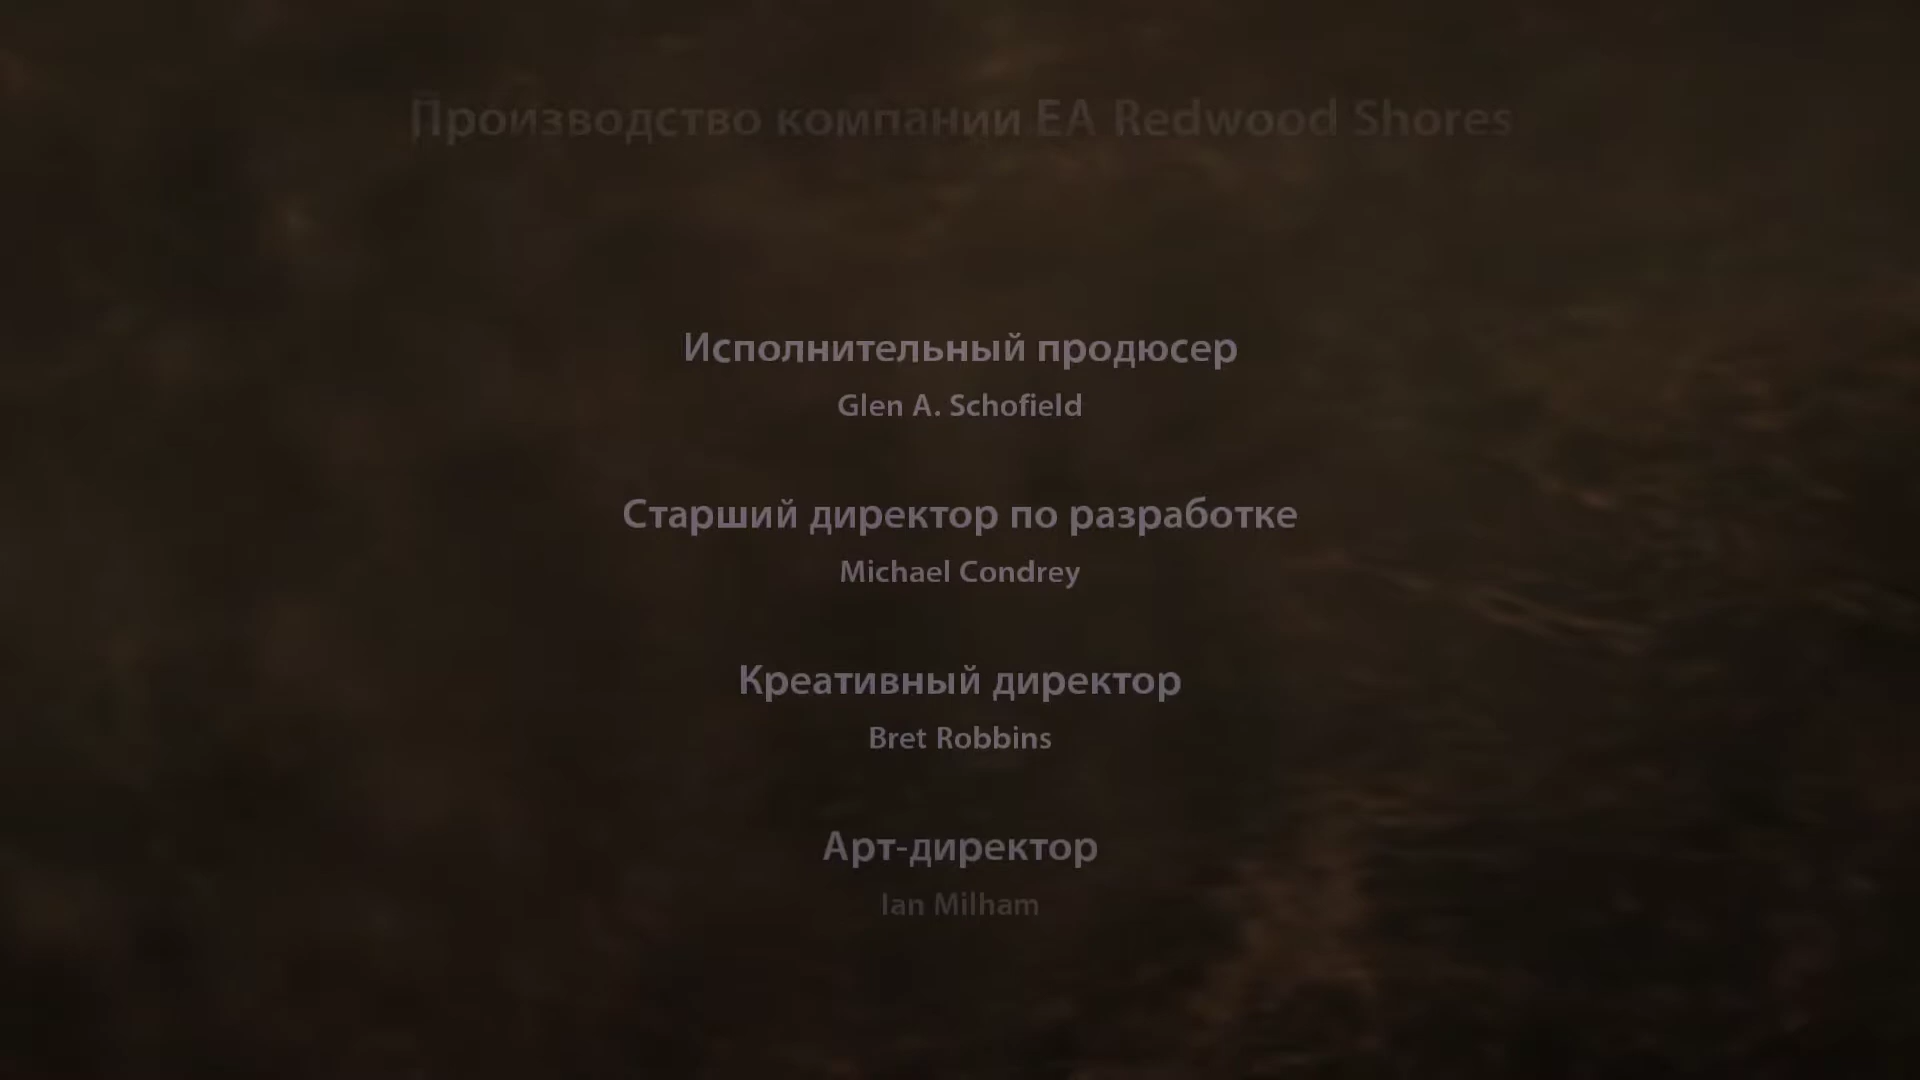 Производство компании EA Redwood Shores
Исполнительный продюсер
Glen A. Schofield
Старший директор по разработке
Michael Condrey
Креативный директор
Bret Robbins
Арт-директор
Ian Milham